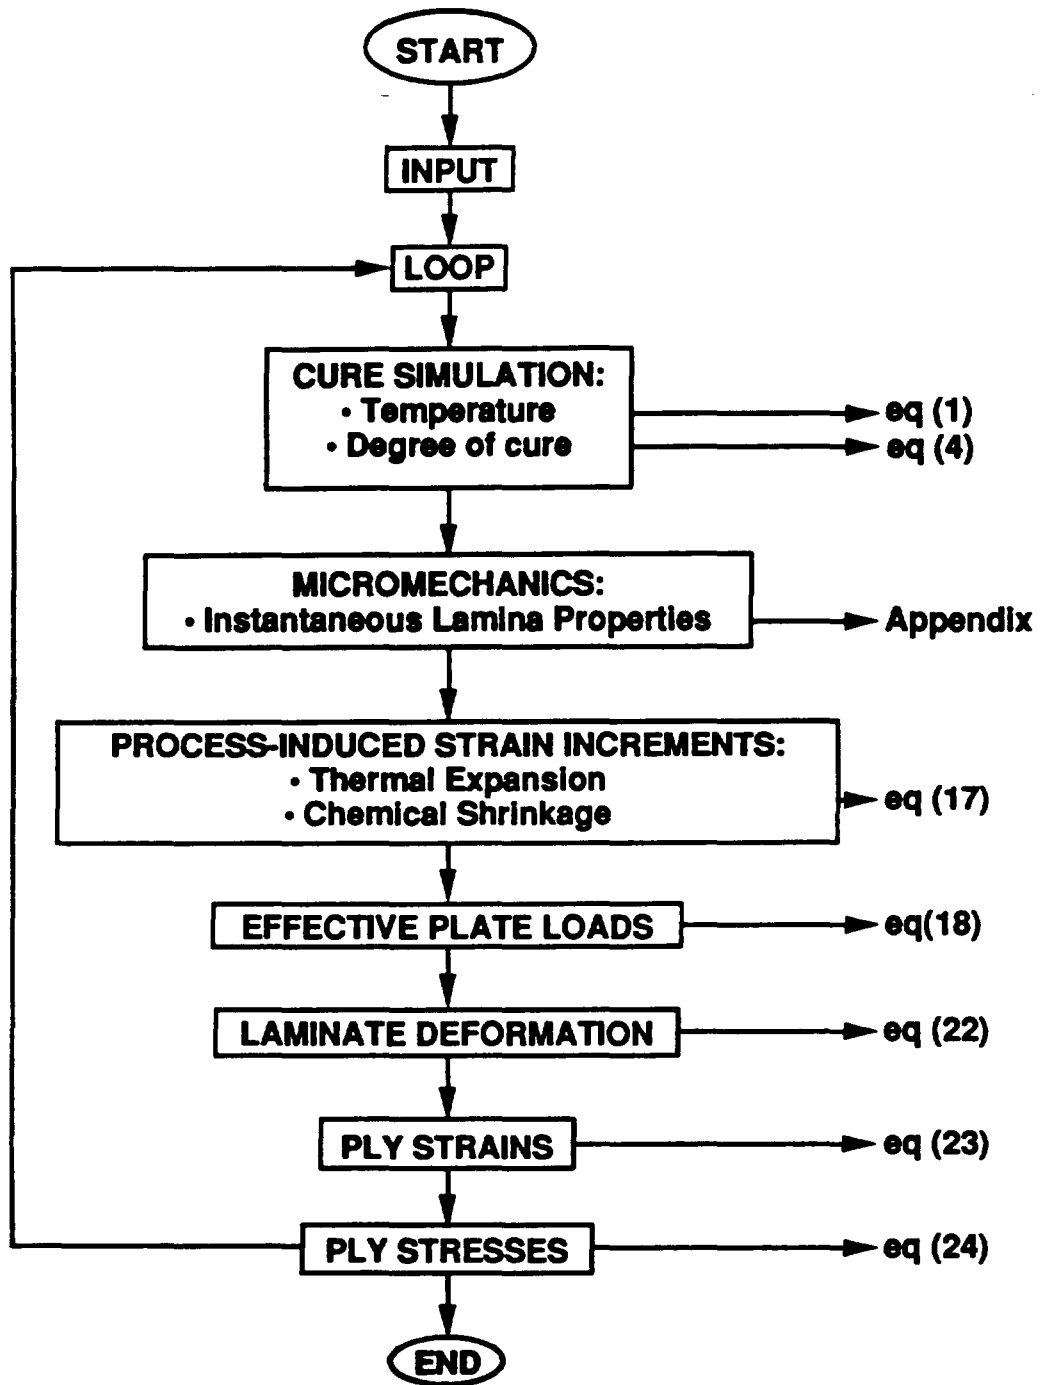 START
INPUT
LOOP
CURE SIMULATION:
• Temperature
eq (1)
• Degree of cure
eq (4)
MICROMECHANICS:
• Instantaneous Lamina Properties
Appendix
PROCESS-INDUCED STRAIN INCREMENTS:
• Thermal Expansion
• Chemical Shrinkage
eq (17)
EFFECTIVE PLATE LOADS
eq(18)
LAMINATE DEFORMATION
eq (22)
PLY STRAINS
eq (23)
PLY STRESSES
eq (24)
END